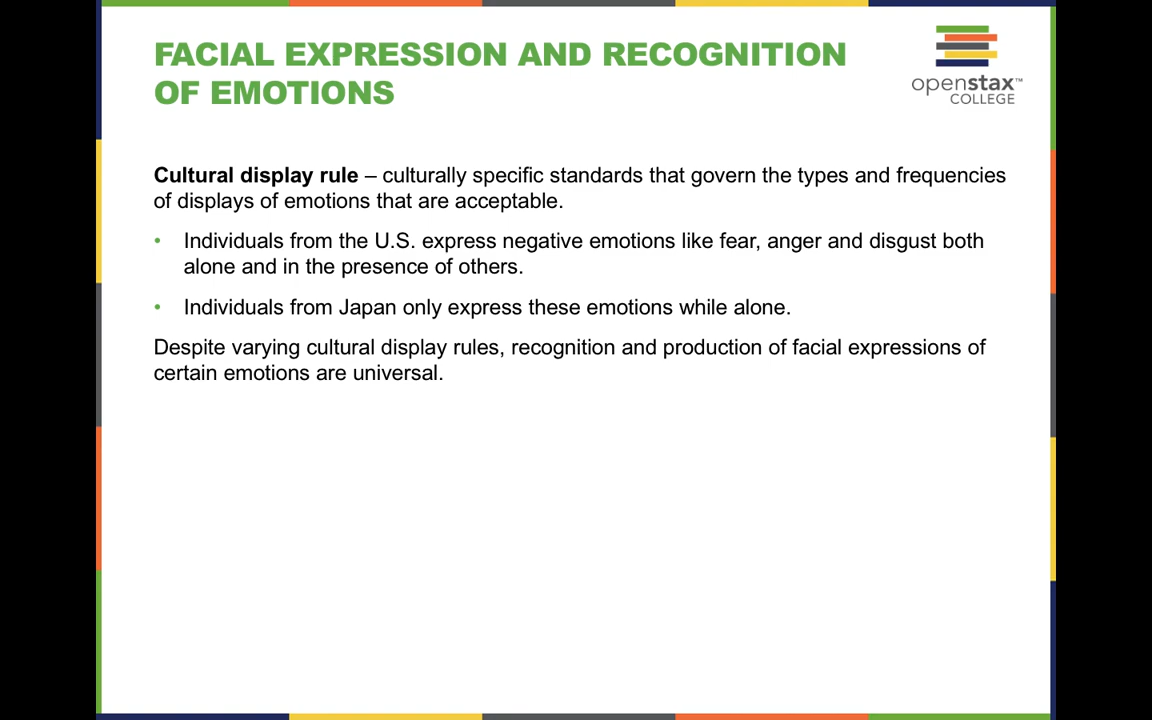 FACIAL EXPRESSION AND RECOGNITION
OF EMOTIONS
openstax™
COLLEGE
Cultural display rule – culturally specific standards that govern the types and frequencies
of displays of emotions that are acceptable.
• Individuals from the U.S. express negative emotions like fear, anger and disgust both
alone and in the presence of others.
• Individuals from Japan only express these emotions while alone.
Despite varying cultural display rules, recognition and production of facial expressions of
certain emotions are universal.